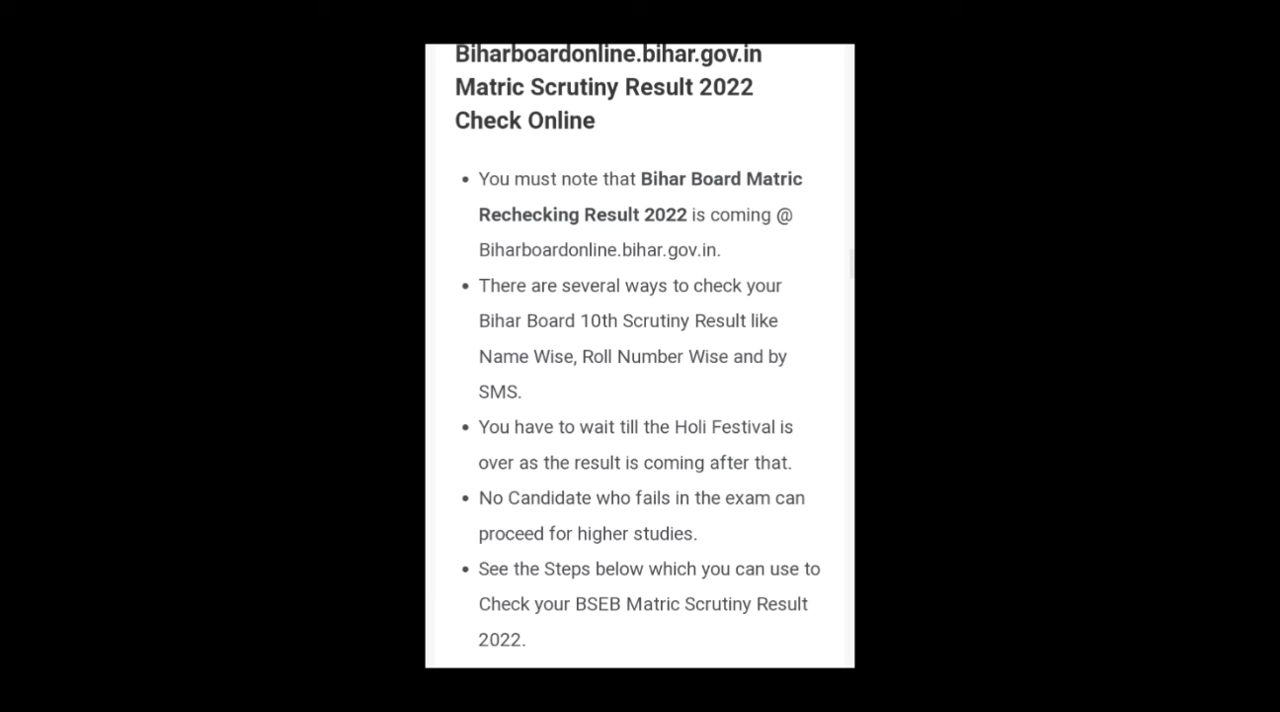 Biharboardonline.bihar.gov.in
Matric Scrutiny Result 2022
Check Online
• You must note that Bihar Board Matric
Rechecking Result 2022 is coming @
Biharboardonline.bihar.gov.in.
• There are several ways to check your
Bihar Board 10th Scrutiny Result like
Name Wise, Roll Number Wise and by
SMS.
• You have to wait till the Holi Festival is
over as the result is coming after that.
• No Candidate who fails in the exam can
proceed for higher studies.
• See the Steps below which you can use to
Check your BSEB Matric Scrutiny Result
2022.